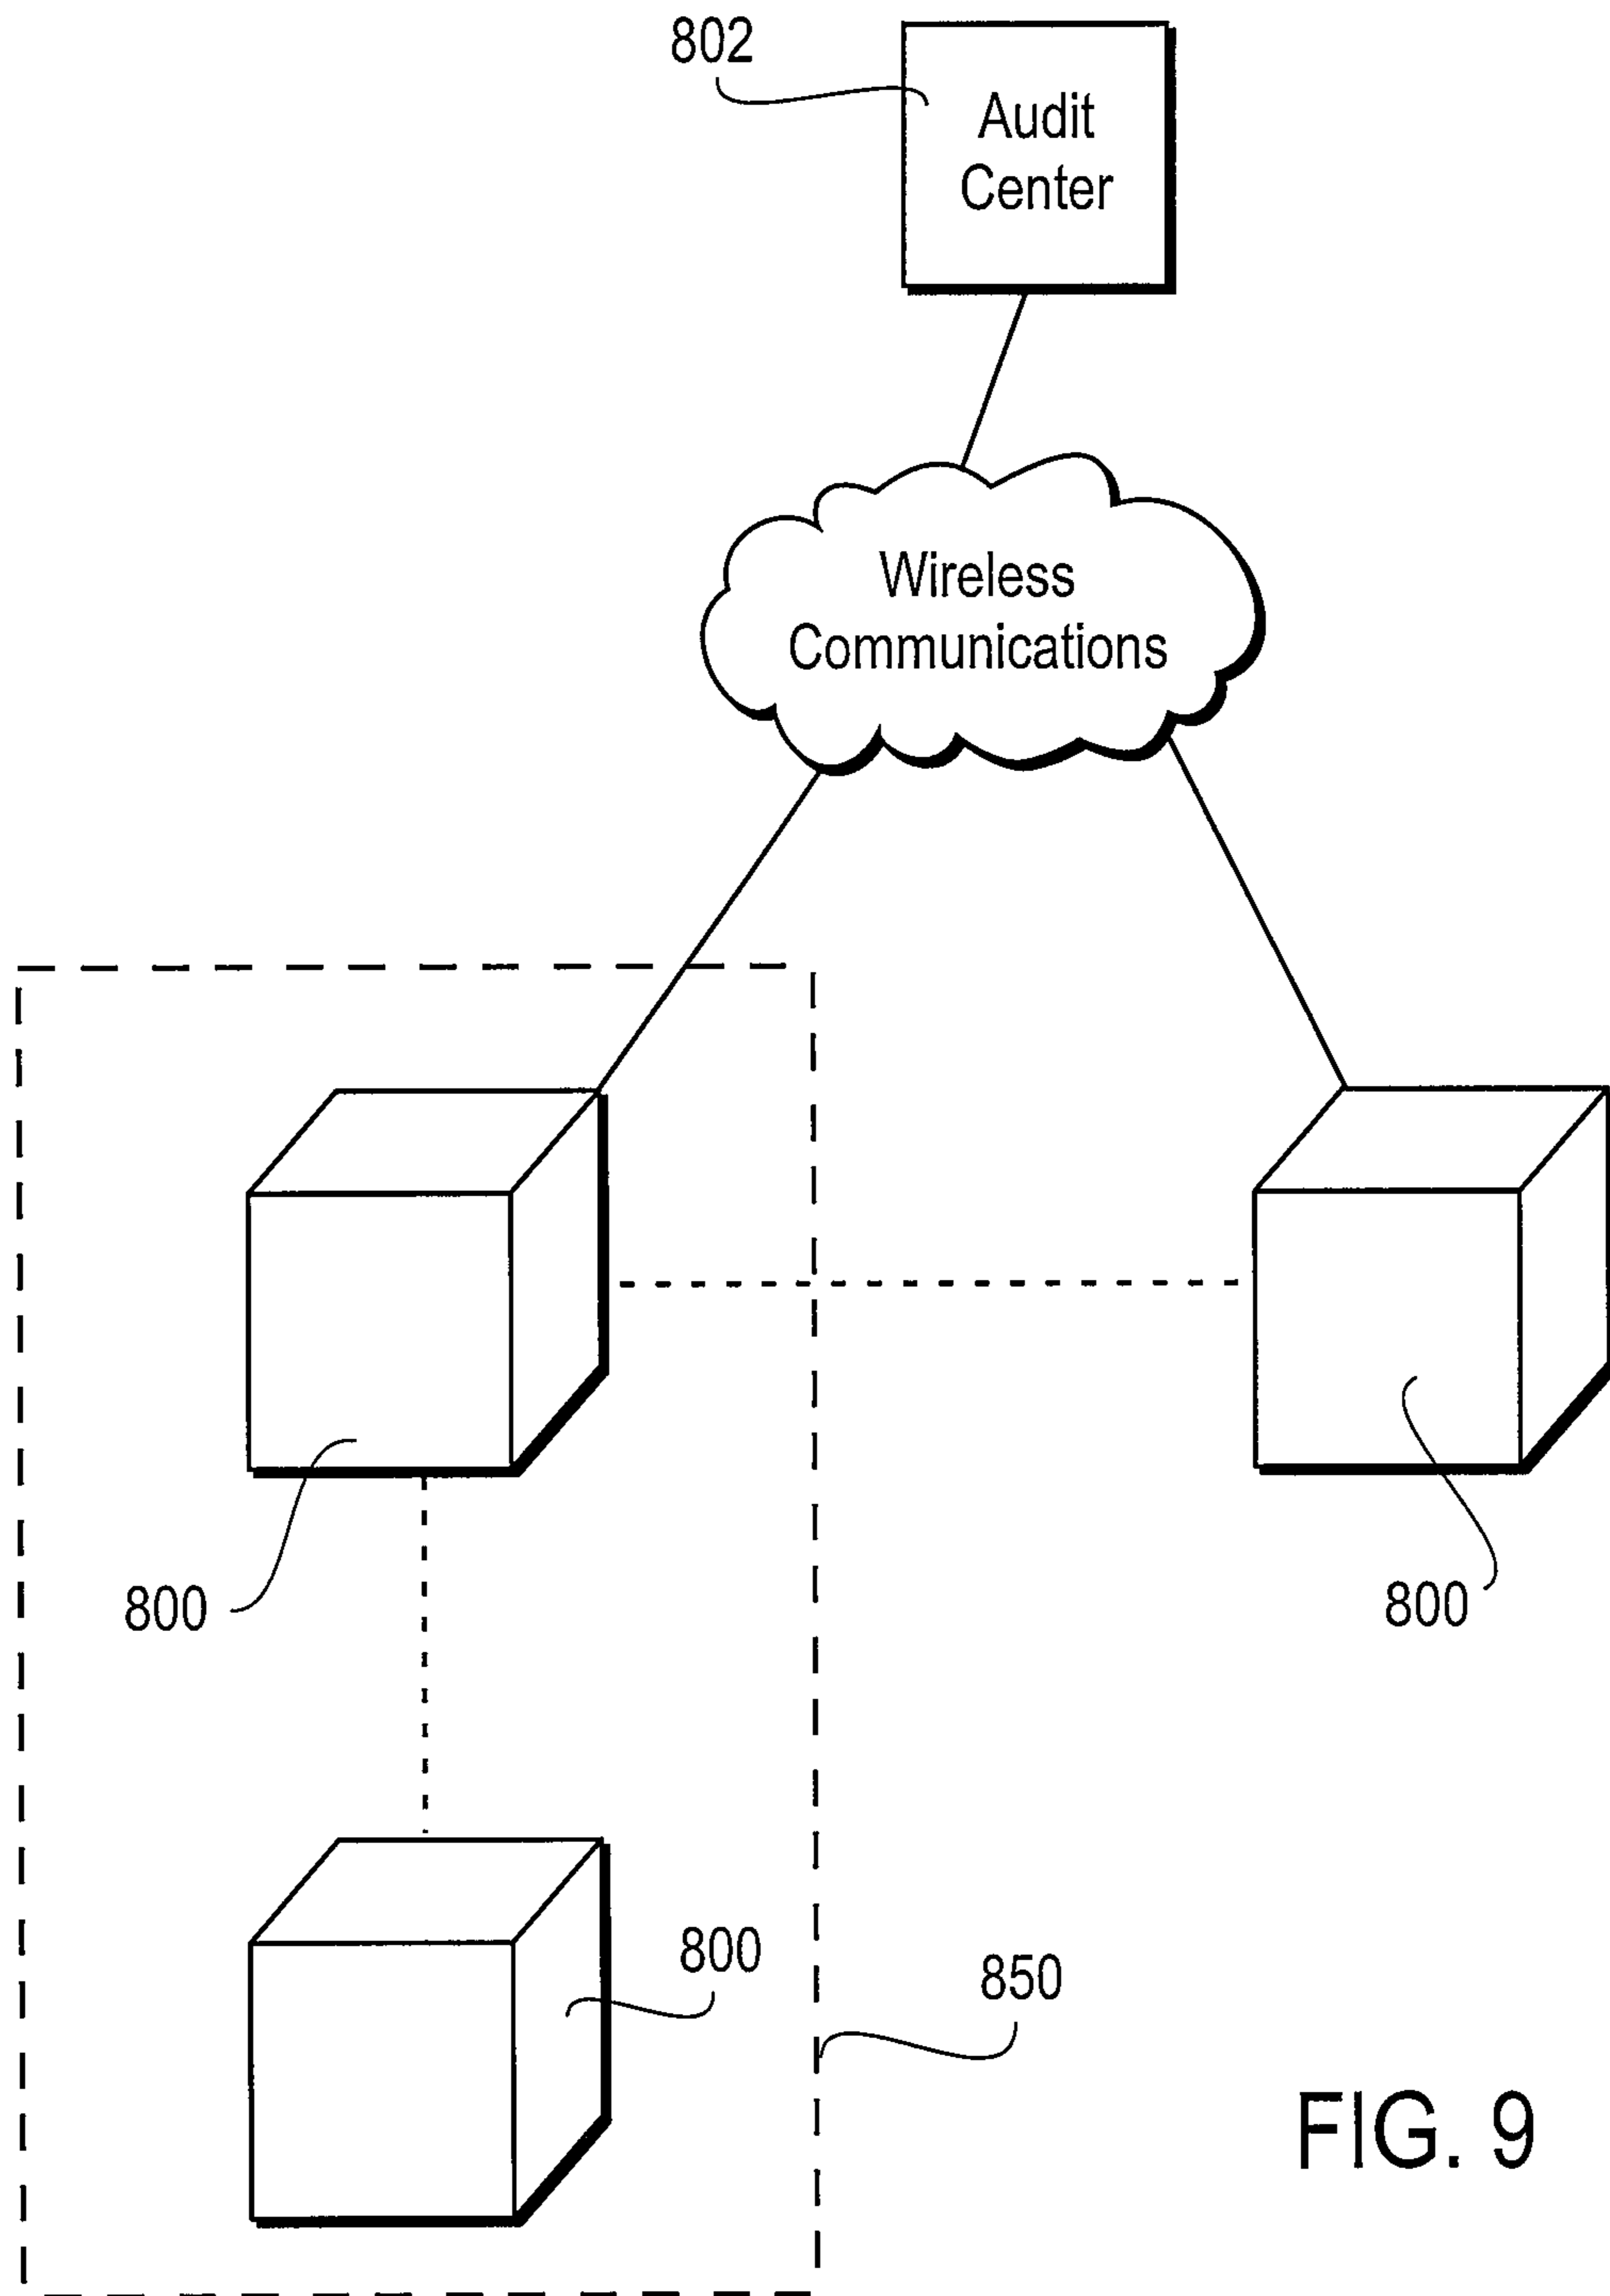 802
Audit
Center
Wireless
Communications
800
800
800
850
FIG. 9